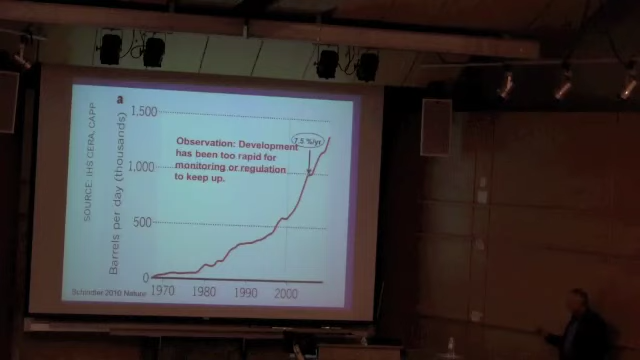 a
SOURCE: IHS CERA, CAPP
Barrels per day (thousands)
1,500
1,000
500
0
Observation: Development
has been too rapid for
monitoring or regulation
to keep up.
7.5 %/yr
1970 1980 1990 2000
Schindler 2010 Nature